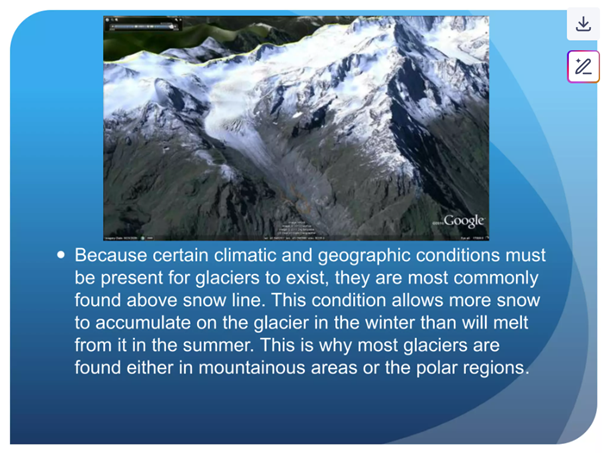 Google
• Because certain climatic and geographic conditions must
be present for glaciers to exist, they are most commonly
found above snow line. This condition allows more snow
to accumulate on the glacier in the winter than will melt
from it in the summer. This is why most glaciers are
found either in mountainous areas or the polar regions.